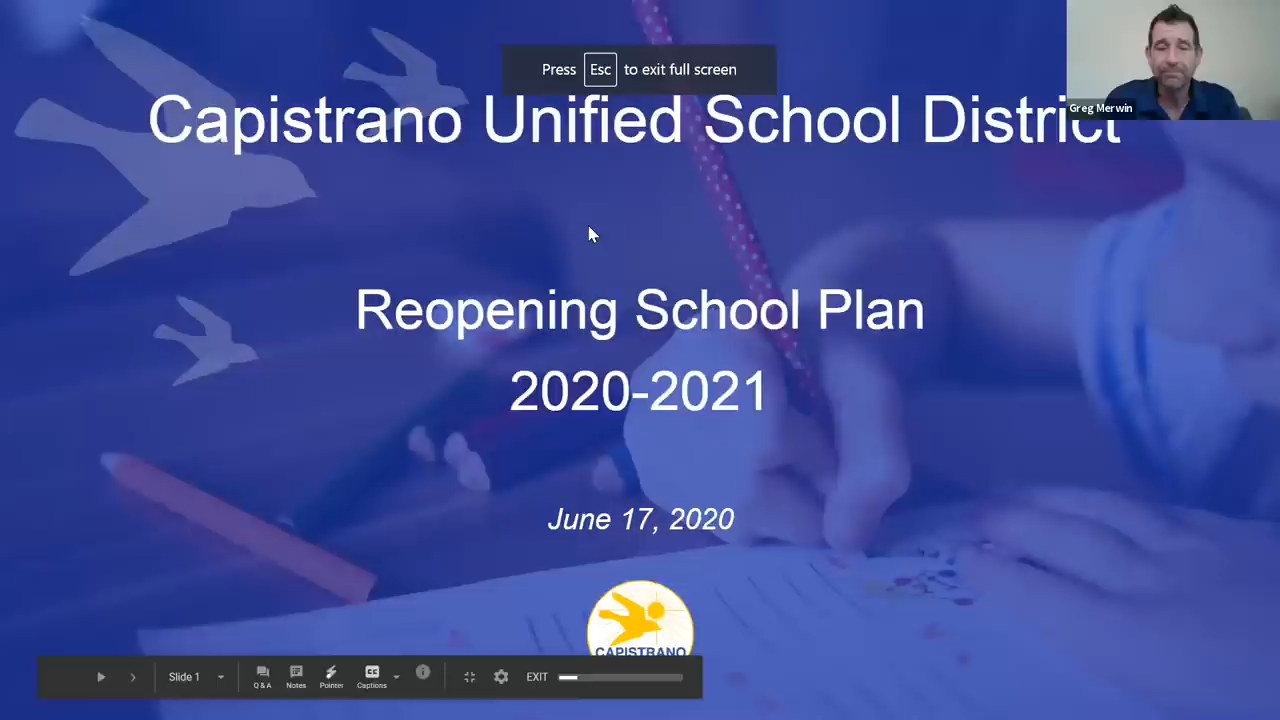 Press Esc to exit full screen
Greg Merwin
Capistrano Unified School District
Reopening School Plan
2020-2021
June 17, 2020
CAPISTRANO
Slide 1
Q & A
Notes
Pointer
Captions
EXIT